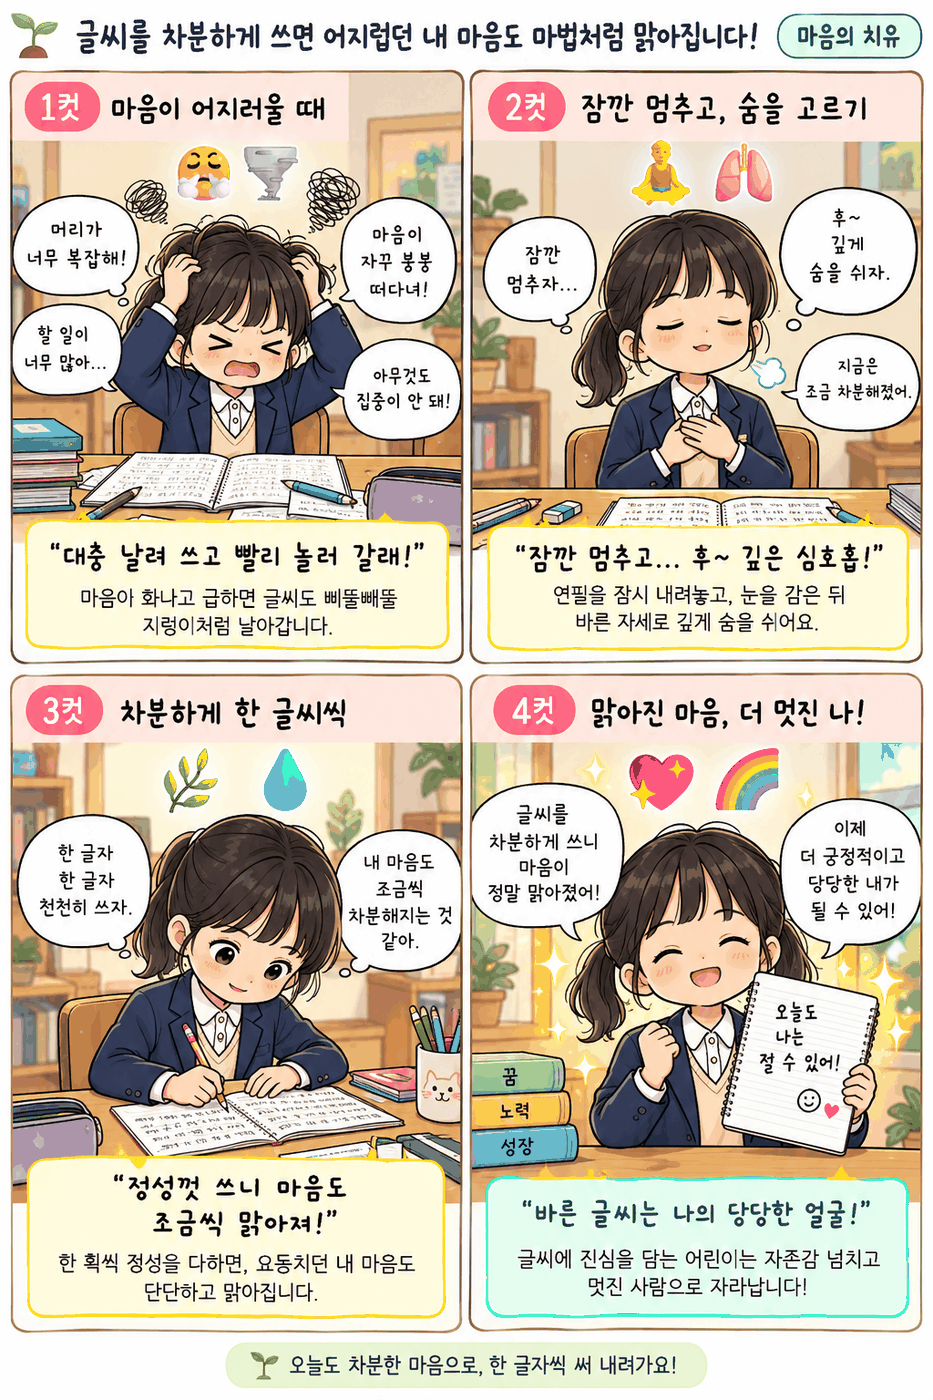 글씨를 차분하게 쓰면 어지럽던 내 마음도 마법처럼 맑아집니다!
마음의 치유
1컷 마음이 어지러울 때
머리가
너무 복잡해!
마음이
자꾸 붕붕
떠다녀!
할 일이
너무 많아...
아무것도
집중이 안 돼!
“대충 날려 쓰고 빨리 놀러 갈래!”
마음아 화나고 급하면 글씨도 삐뚤빼뚤
지렁이처럼 날아갑니다.
2컷 잠깐 멈추고, 숨을 고르기
잠깐
멈추자...
후~
깊게
숨을 쉬자.
지금은
조금 차분해졌어.
“잠깐 멈추고... 후~ 깊은 심호흡!”
연필을 잠시 내려놓고, 눈을 감은 뒤
바른 자세로 깊게 숨을 쉬어요.
3컷 차분하게 한 글씨씩
한 글자
한 글자
천천히 쓰자.
내 마음도
조금씩
차분해지는 것
같아.
“정성껏 쓰니 마음도
조금씩 맑아져!”
한 획씩 정성을 다하면, 요동치던 내 마음도
단단하고 맑아집니다.
4컷 맑아진 마음, 더 멋진 나!
글씨를
차분하게 쓰니
마음이
정말 맑아졌어!
이제
더 긍정적이고
당당한 내가
될 수 있어!
오늘도
나는
젇 수 있어!
꿈
노력
성장
“바른 글씨는 나의 당당한 얼굴!”
글씨에 진심을 담는 어린이는 자존감 넘치고
멋진 사람으로 자라납니다!
오늘도 차분한 마음으로, 한 글자씩 써 내려가요!